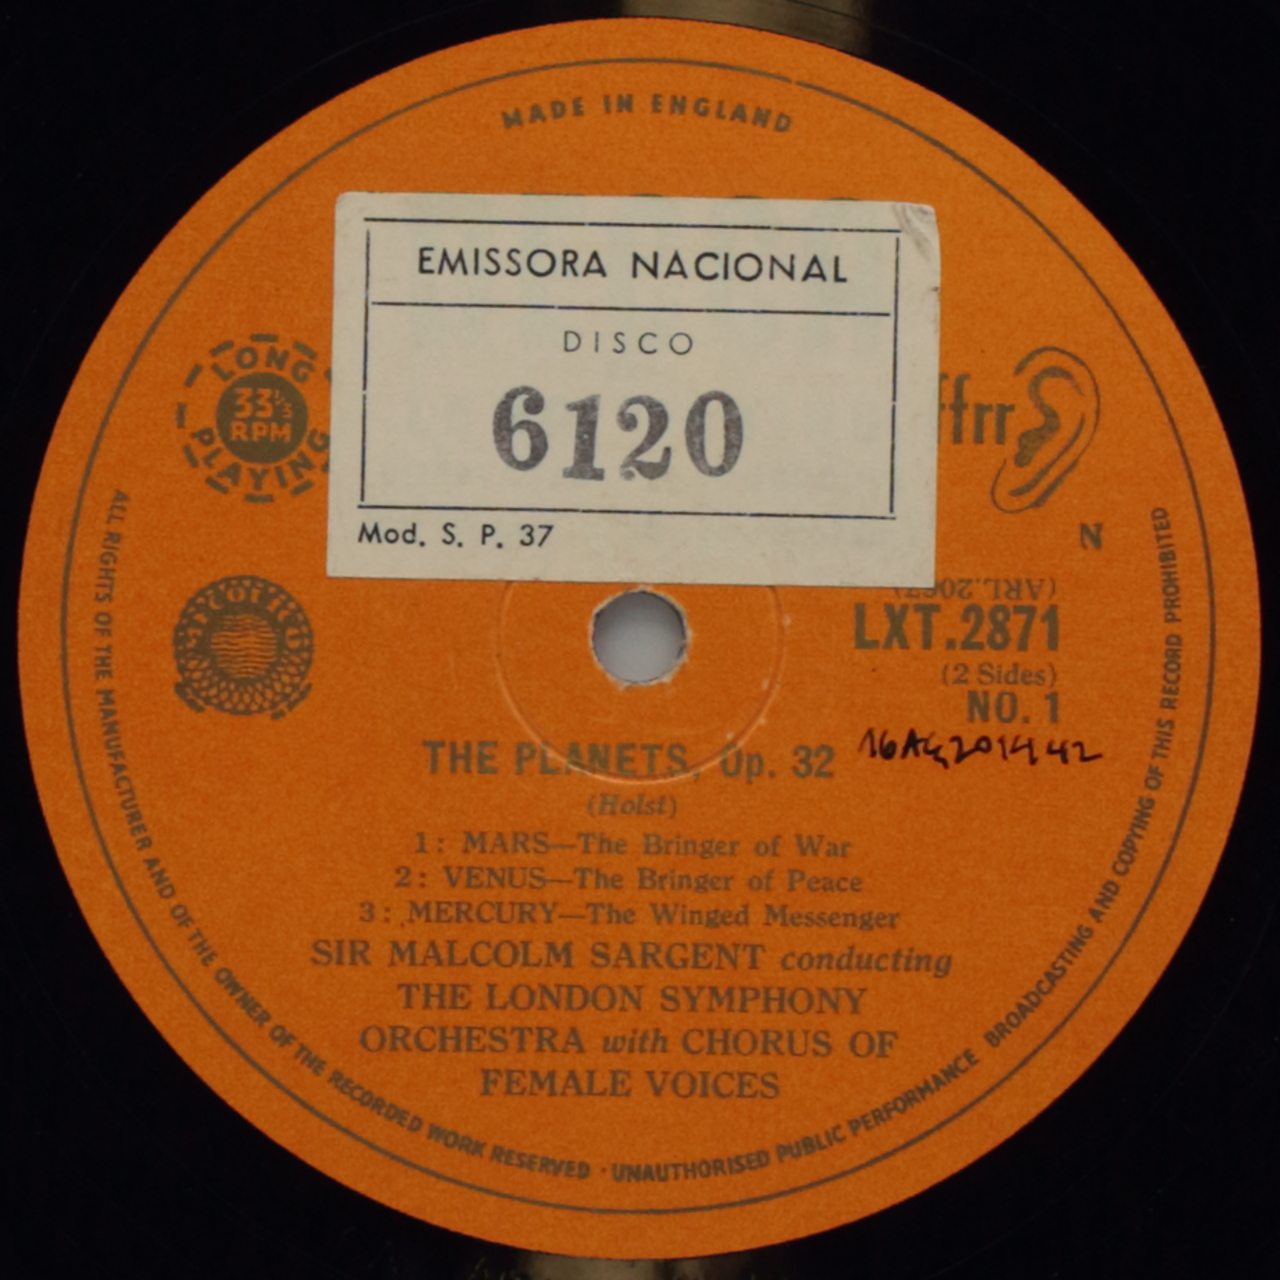 MADE IN ENGLAND
EMISSORA NACIONAL
DISCO
6120
Mod. S. P. 37
LONG PLAYING
33⅓
RPM
ffrr
N
LXT.2871
(2 Sides)
NO. 1
THE PLANETS, Op. 32
(Holst)
1: MARS—The Bringer of War
2: VENUS—The Bringer of Peace
3: MERCURY—The Winged Messenger
SIR MALCOLM SARGENT conducting
THE LONDON SYMPHONY
ORCHESTRA with CHORUS OF
FEMALE VOICES
ALL RIGHTS OF THE MANUFACTURER AND OF THE OWNER OF THE RECORDED WORK RESERVED · UNAUTHORISED PUBLIC PERFORMANCE BROADCASTING AND COPYING OF THIS RECORD PROHIBITED